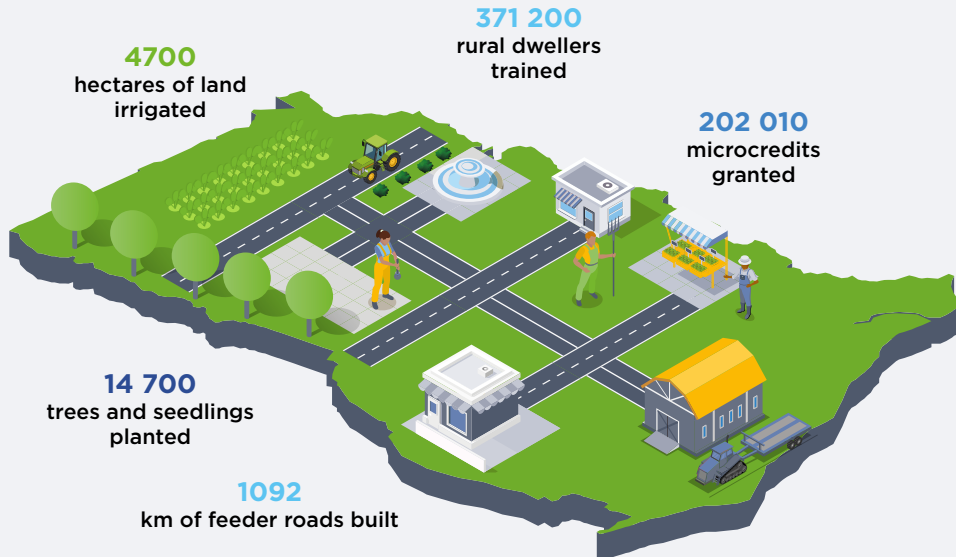 371 200
rural dwellers
trained
4700
hectares of land
irrigated
202 010
microcredits
granted
14 700
trees and seedlings
planted
1092
km of feeder roads built